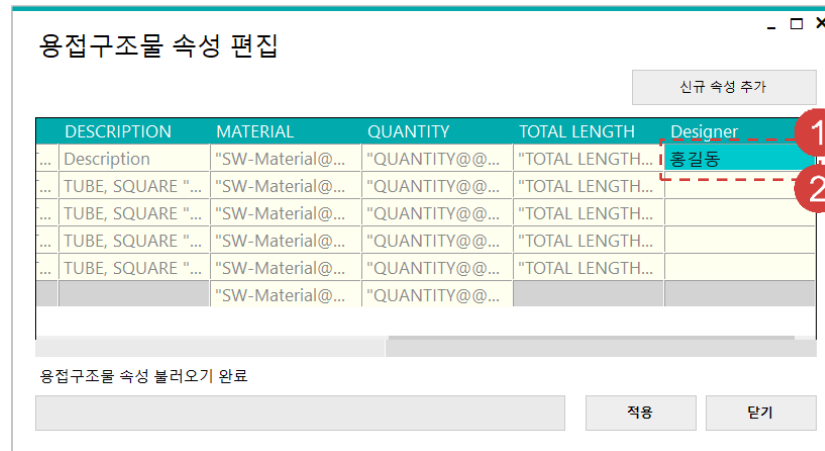 용접구조물 속성 편집
신규 속성 추가
DESCRIPTION MATERIAL QUANTITY TOTAL LENGTH Designer 1
... Description "SW-Material@... "QUANTITY@@... "TOTAL LENGTH... 홍길동
... TUBE, SQUARE "... "SW-Material@... "QUANTITY@@... "TOTAL LENGTH... 2
... TUBE, SQUARE "... "SW-Material@... "QUANTITY@@... "TOTAL LENGTH...
... TUBE, SQUARE "... "SW-Material@... "QUANTITY@@... "TOTAL LENGTH...
... TUBE, SQUARE "... "SW-Material@... "QUANTITY@@... "TOTAL LENGTH...
"SW-Material@... "QUANTITY@@...
용접구조물 속성 불러오기 완료
적용 닫기